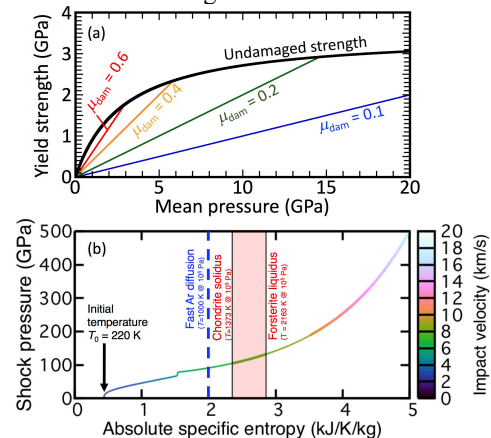 (a)
Undamaged strength
μdam = 0.6
μdam = 0.4
μdam = 0.2
μdam = 0.1
Yield strength (GPa)
4
3
2
1
0
0 5 10 15 20
Mean pressure (GPa)
(b)
Shock pressure (GPa)
500
400
300
200
100
0
Initial
temperature
T0 = 220 K
Fast Ar diffusion
(T=1000 K @ 10⁵ Pa)
Chondrite solidus
(T=1373 K @ 10⁵ Pa)
Forsterite liquidus
(T = 2163 K @ 10⁵ Pa)
0 1 2 3 4 5
Absolute specific entropy (kJ/K/kg)
20
18
16
14
12
10
8
6
4
2
0
Impact velocity (km/s)